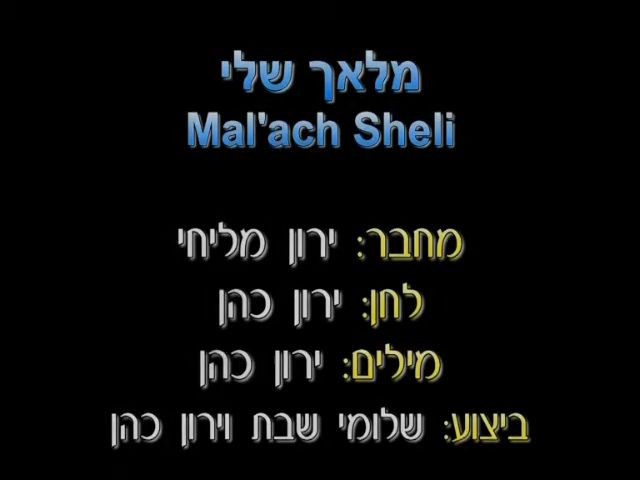 מלאך שלי
Mal'ach Sheli
מחבר: ירון מליחי
לחן: ירון כהן
מילים: ירון כהן
ביצוע: שלומי שבת וירון כהן